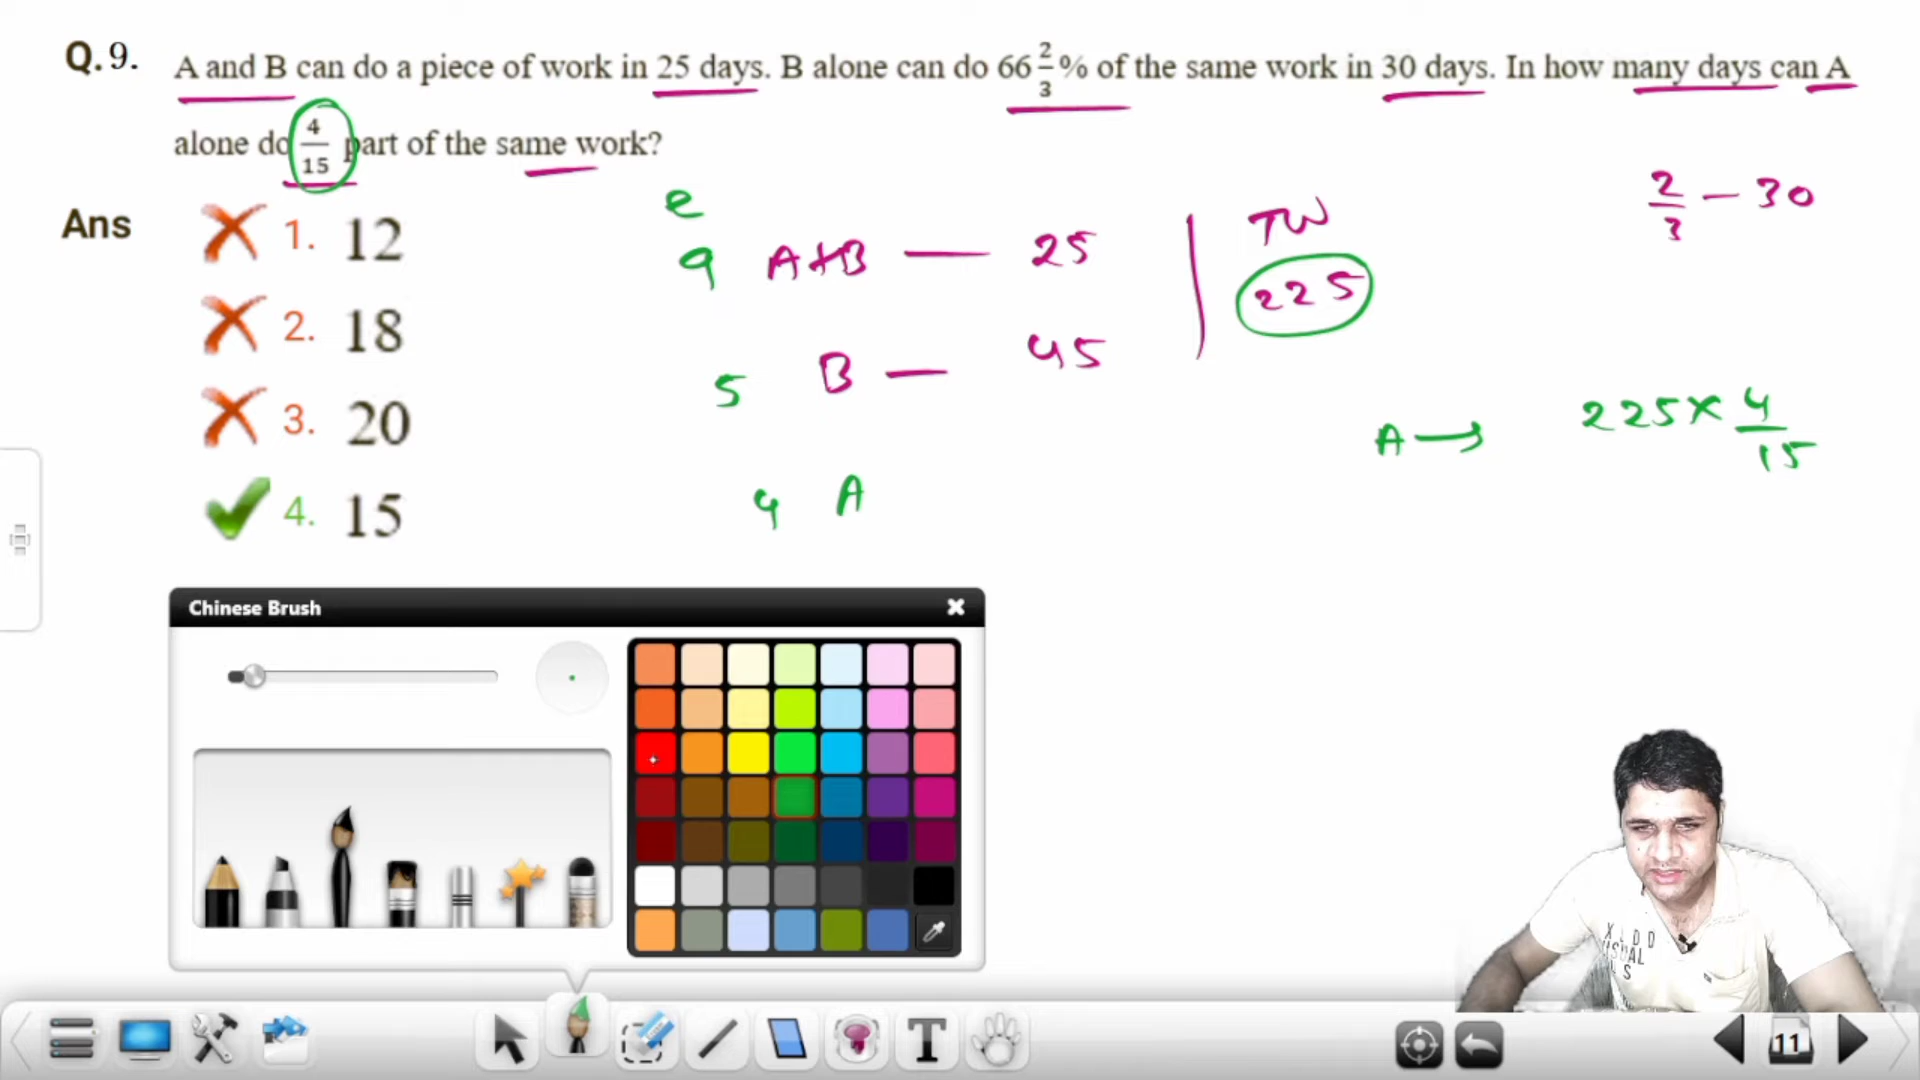 Q. 9. A and B can do a piece of work in 25 days. B alone can do 66 2/3 % of the same work in 30 days. In how many days can A
alone do 4/15 part of the same work?
Ans
1. 12
2. 18
3. 20
4. 15
e
9 A+B — 25
5 B — 45
4 A
TW
225
2/3 — 30
A → 225 × 4/15
Chinese Brush
T
11